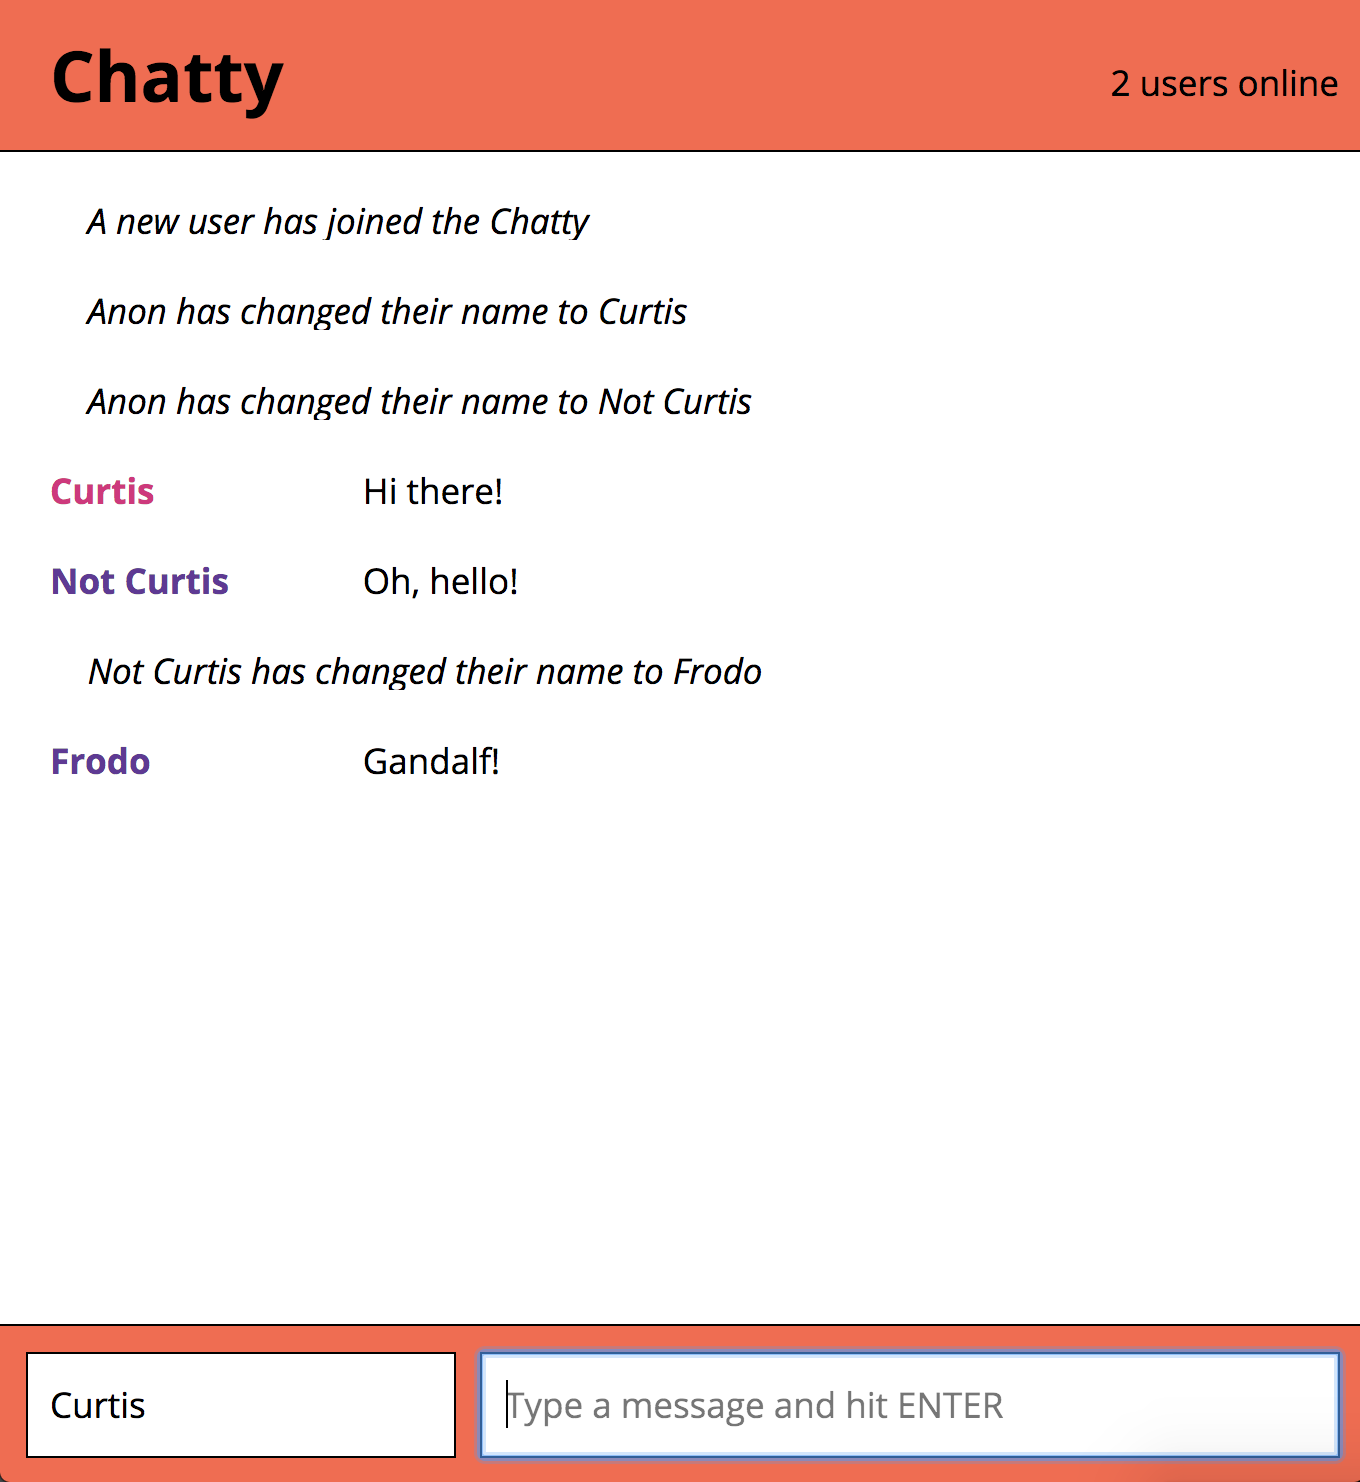 Chatty
2 users online
A new user has joined the Chatty
Anon has changed their name to Curtis
Anon has changed their name to Not Curtis
Curtis Hi there!
Not Curtis Oh, hello!
Not Curtis has changed their name to Frodo
Frodo Gandalf!
Curtis
Type a message and hit ENTER